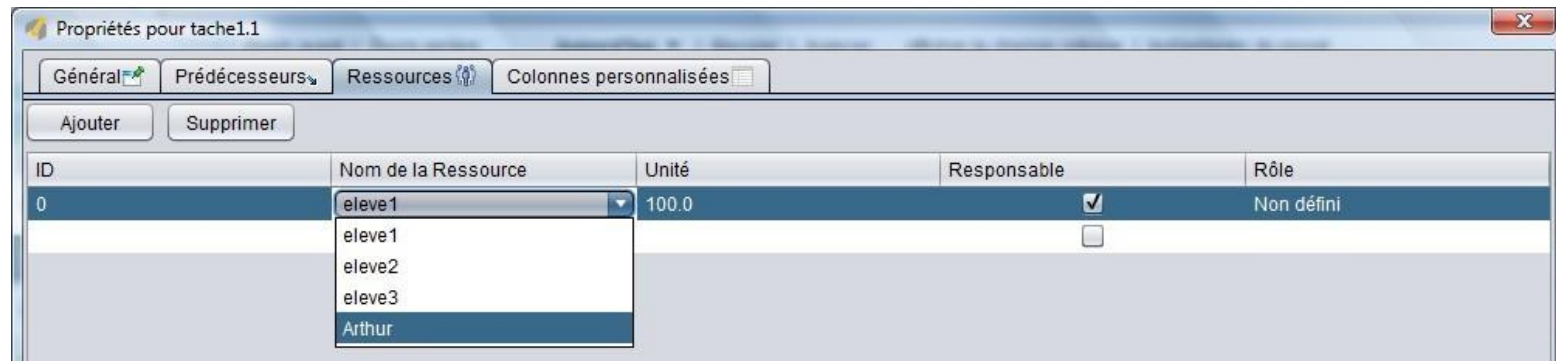 Propriétés pour tache1.1
Général Prédécesseurs Ressources Colonnes personnalisées
Ajouter Supprimer
ID Nom de la Ressource Unité Responsable Rôle
0 eleve1 100.0 Non défini
eleve1
eleve2
eleve3
Arthur